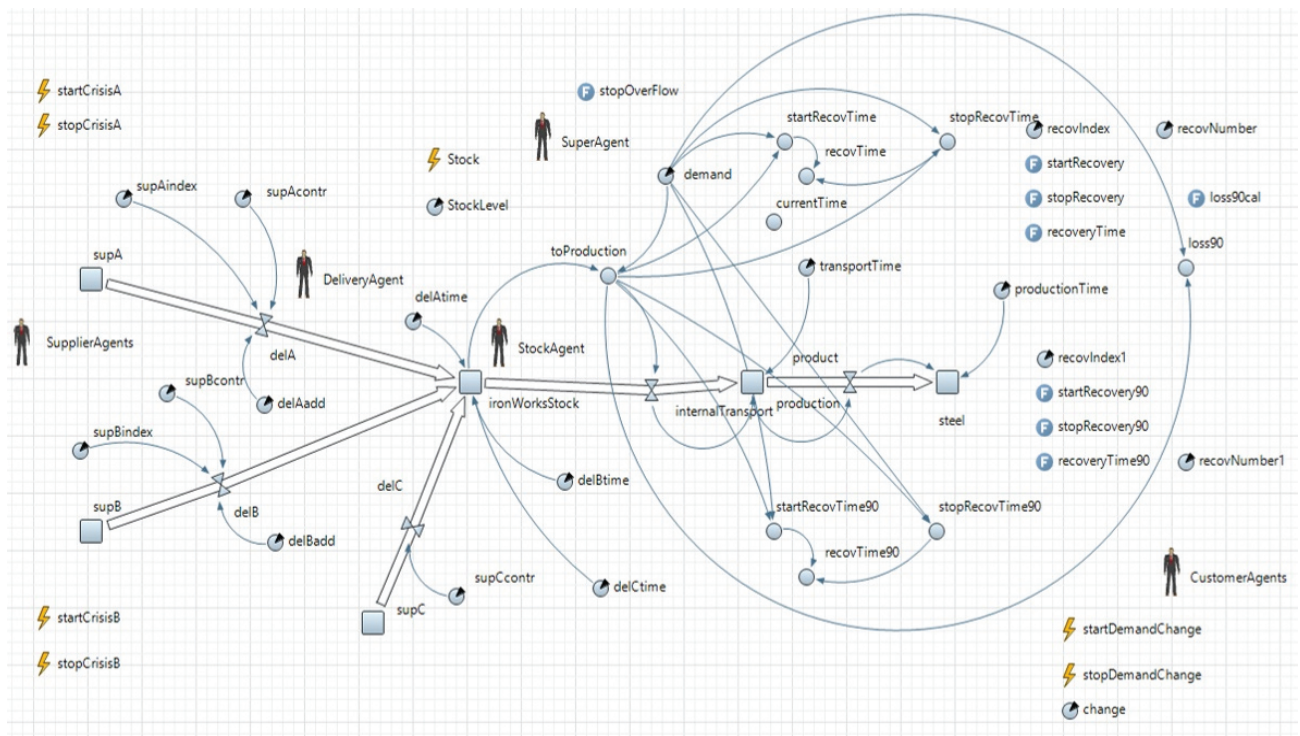 startCrisisA
stopCrisisA
stopOverFlow
SuperAgent
Stock
StockLevel
startRecovTime
stopRecovTime
recovTime
demand
currentTime
recovIndex
recovNumber
startRecovery
stopRecovery
loss90cal
recoveryTime
loss90
supAindex
supAcontr
supA
DeliveryAgent
toProduction
transportTime
productionTime
delAtime
SupplierAgents
StockAgent
delA
product
recovIndex1
supBcontr
delAadd
ironWorksStock
internalTransport
production
steel
startRecovery90
stopRecovery90
recoveryTime90
recovNumber1
supBindex
delC
delBtime
supB
delB
delBadd
startRecovTime90
stopRecovTime90
recovTime90
supCcontr
delCtime
supC
CustomerAgents
startCrisisB
stopCrisisB
startDemandChange
stopDemandChange
change
F
F
F
F
F
F
F
F